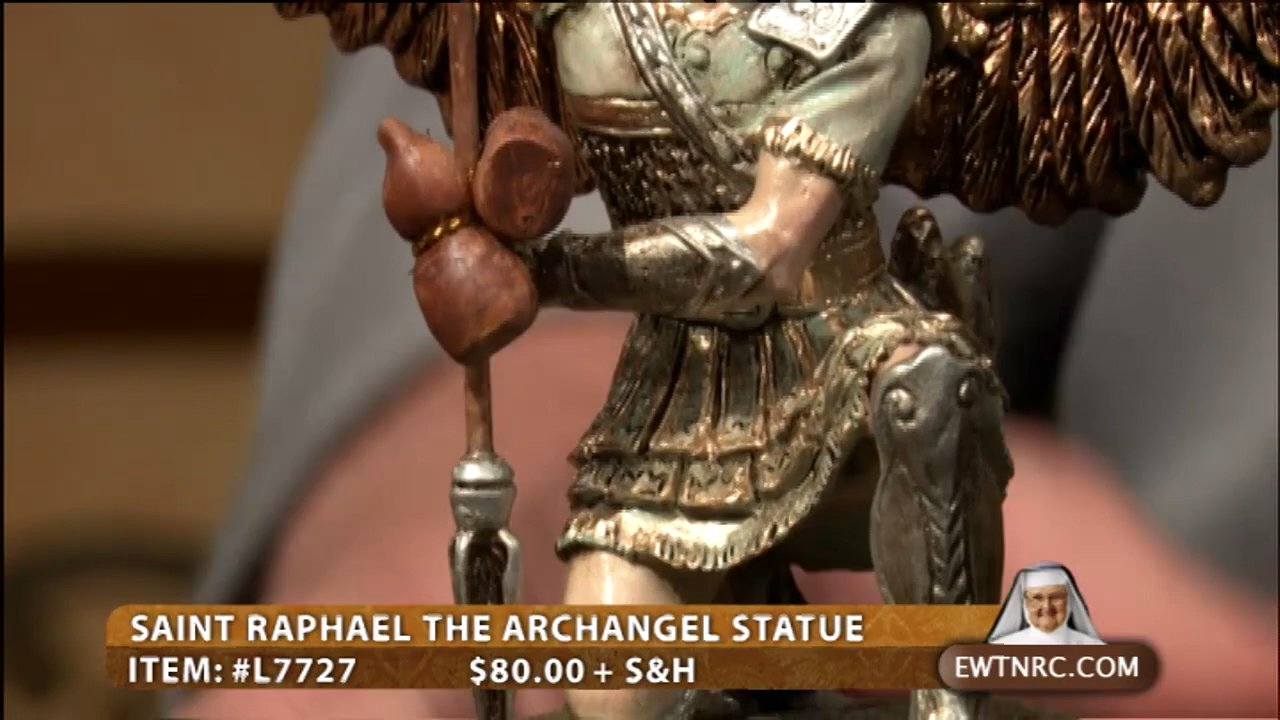 SAINT RAPHAEL THE ARCHANGEL STATUE
ITEM: #L7727 $80.00 + S&H
EWTNRC.COM